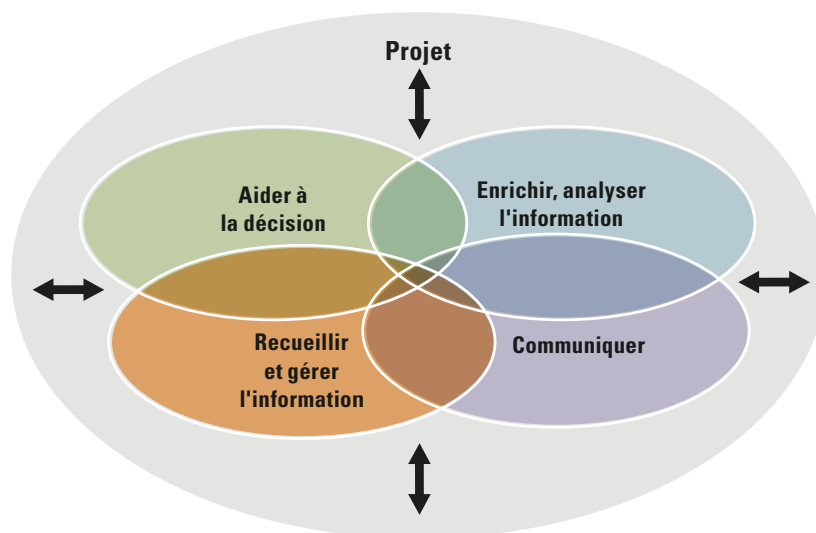 Projet
Aider à
la décision
Enrichir, analyser
l'information
Recueillir
et gérer
l'information
Communiquer